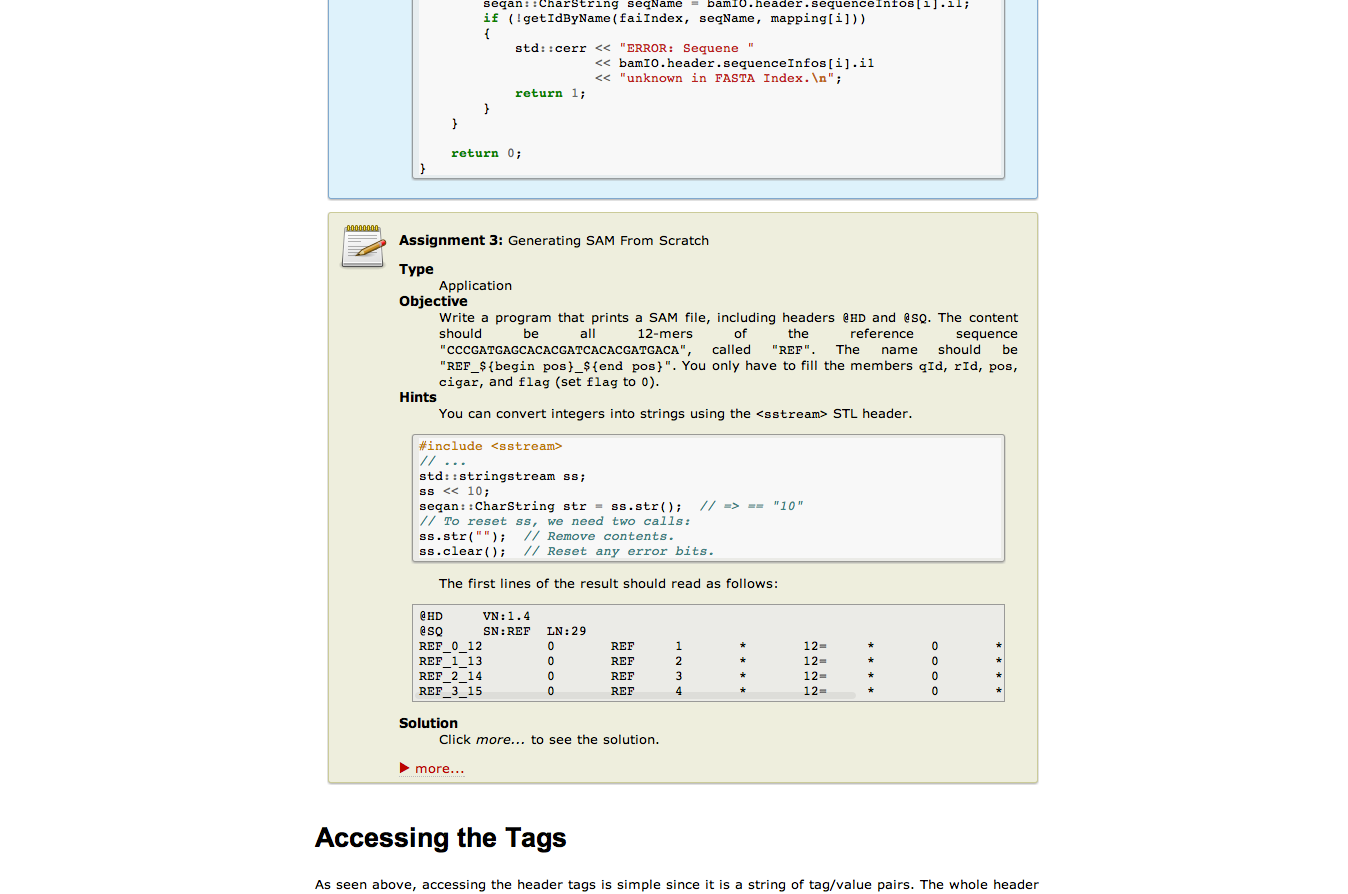 seqan::CharString seqName = bamIO.header.sequenceInfos[i].i1;
if (!getIdByName(faiIndex, seqName, mapping[i]))
{
std::cerr << "ERROR: Sequene "
<< bamIO.header.sequenceInfos[i].i1
<< "unknown in FASTA Index.\n";
return 1;
}
}
return 0;
}
Assignment 3: Generating SAM From Scratch
Type
Application
Objective
Write a program that prints a SAM file, including headers @HD and @SQ. The content
should be all 12-mers of the reference sequence
"CCCGATGAGCACACGATCACACGATGACA", called "REF". The name should be
"REF_${begin pos}_${end pos}". You only have to fill the members qId, rId, pos,
cigar, and flag (set flag to 0).
Hints
You can convert integers into strings using the <sstream> STL header.
#include <sstream>
// ...
std::stringstream ss;
ss << 10;
seqan::CharString str = ss.str();  // => == "10"
// To reset ss, we need two calls:
ss.str("");  // Remove contents.
ss.clear();  // Reset any error bits.
The first lines of the result should read as follows:
@HD VN:1.4
@SQ SN:REF LN:29
REF_0_12 0 REF 1 * 12= * 0 *
REF_1_13 0 REF 2 * 12= * 0 *
REF_2_14 0 REF 3 * 12= * 0 *
REF_3_15 0 REF 4 * 12= * 0 *
Solution
Click more... to see the solution.
more...
Accessing the Tags
As seen above, accessing the header tags is simple since it is a string of tag/value pairs. The whole header